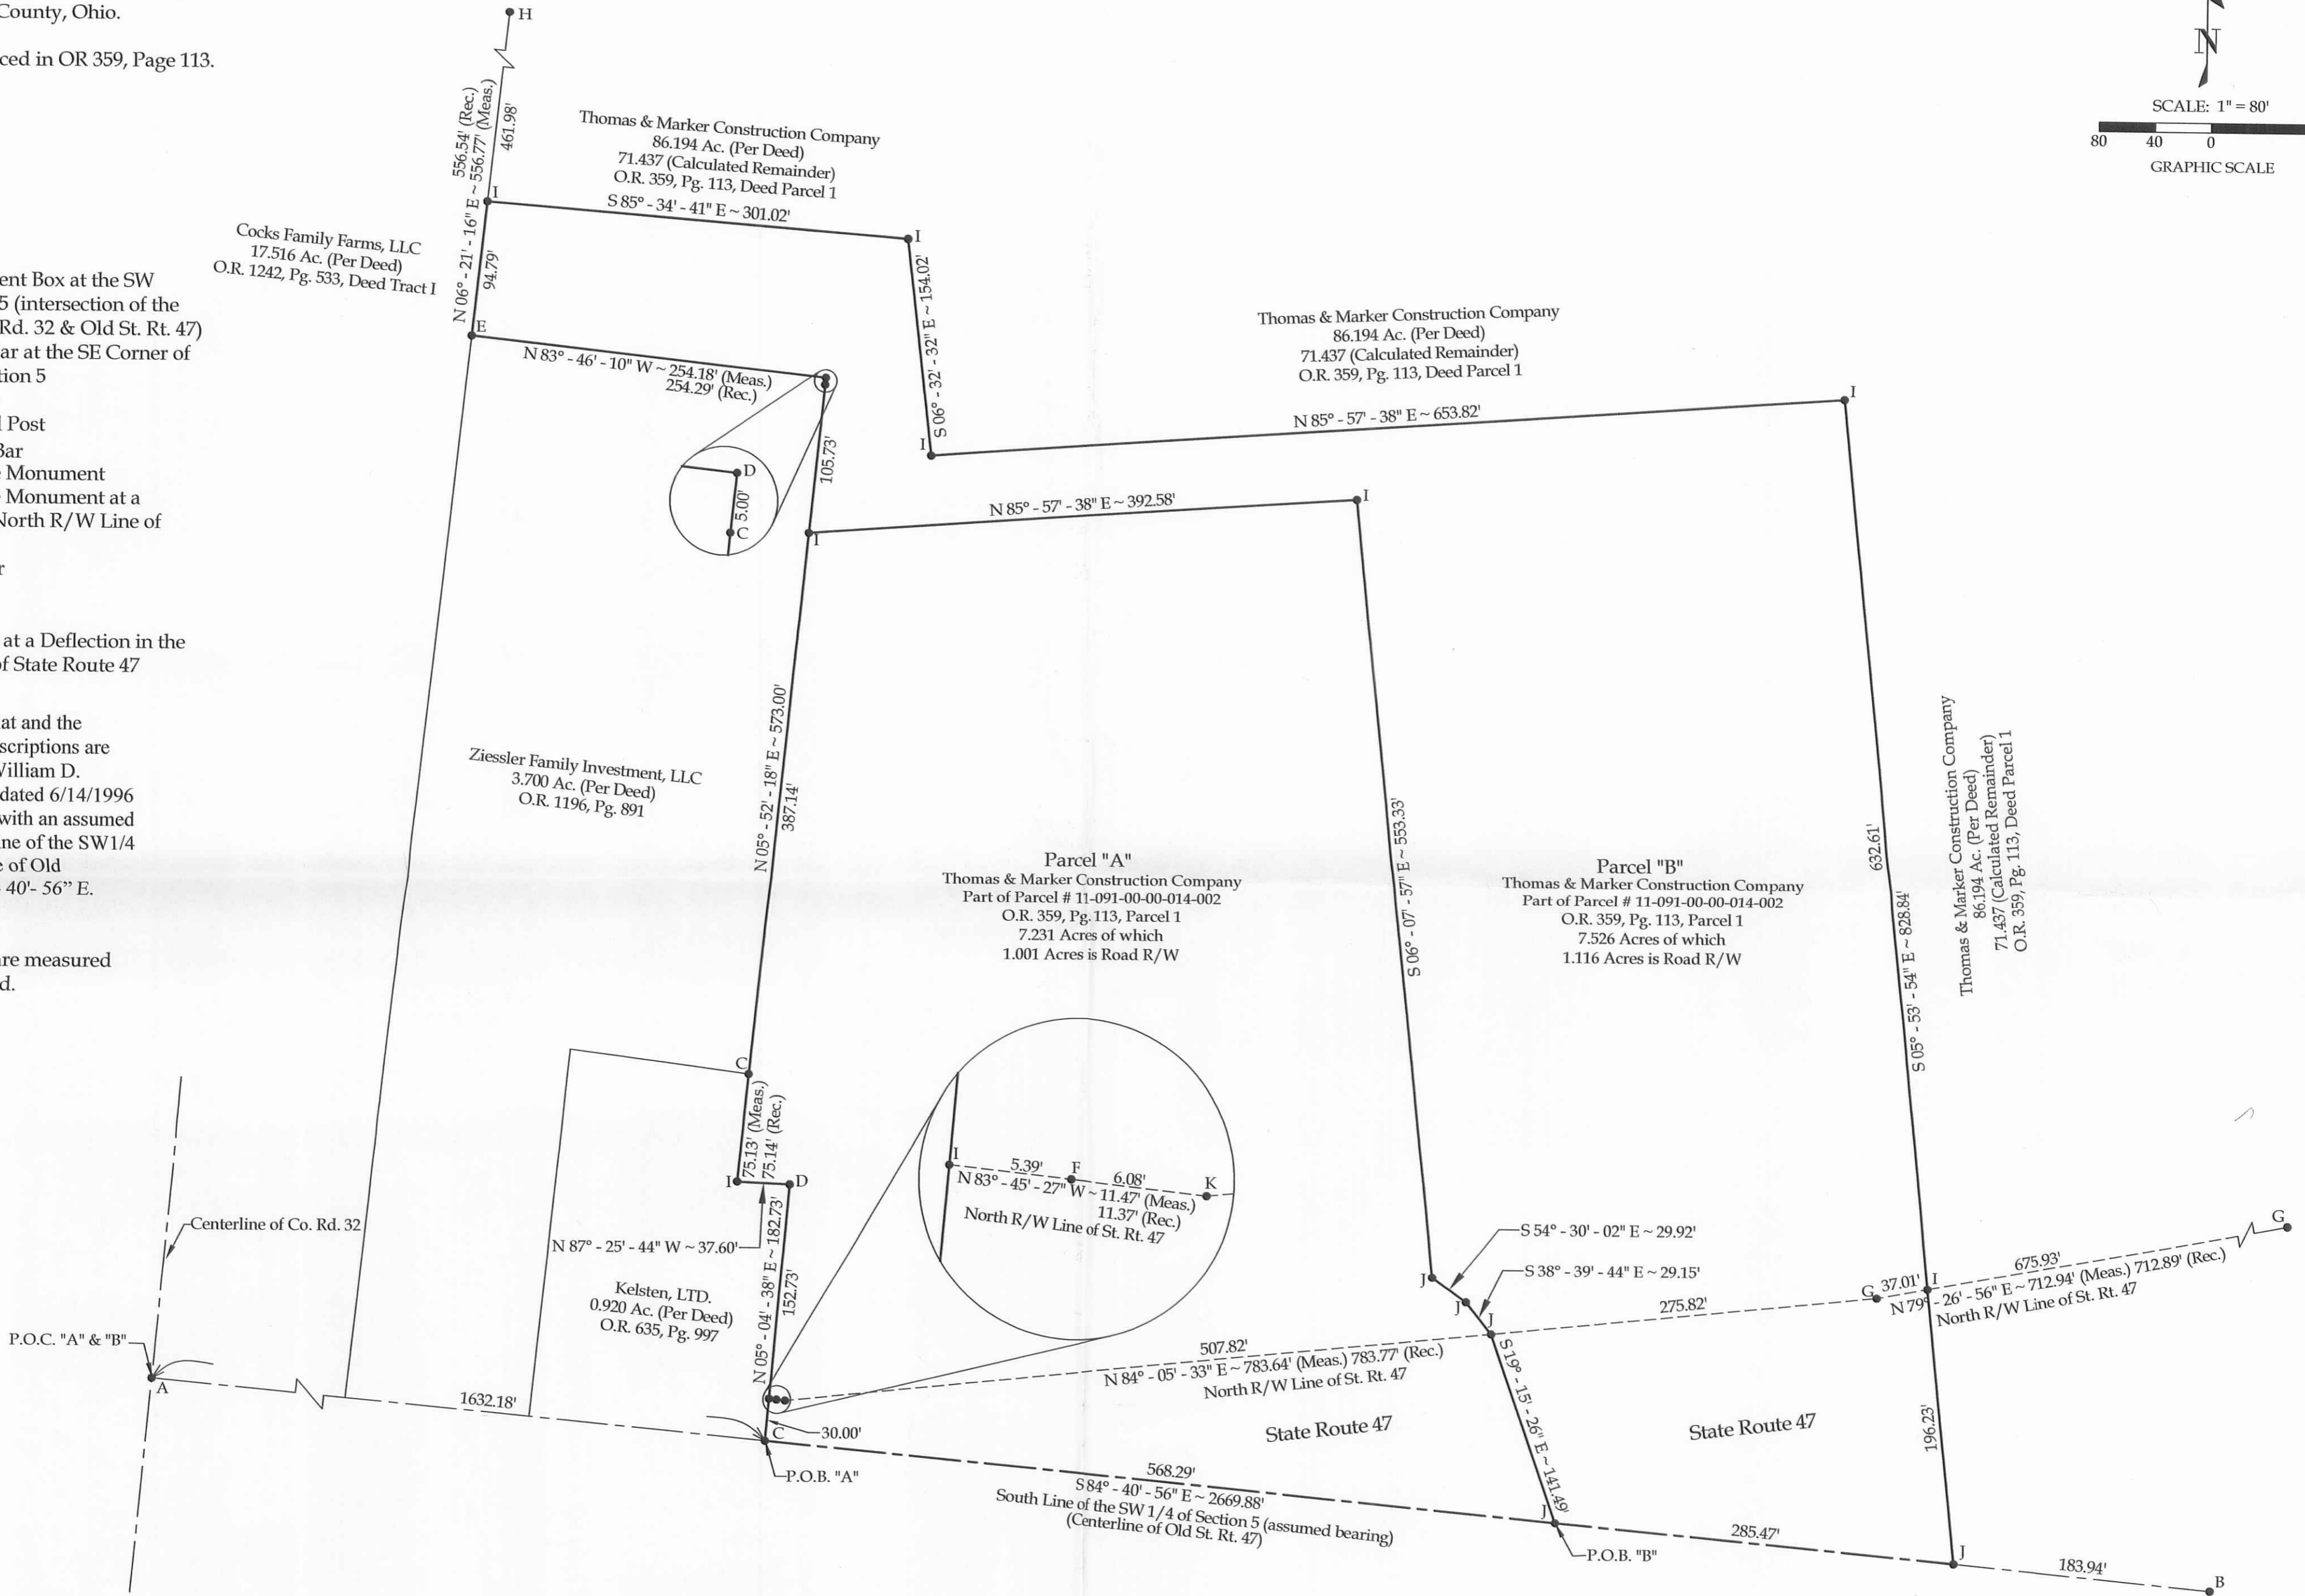 County, Ohio.
ced in OR 359, Page 113.
ent Box at the SW
5 (intersection of the
Rd. 32 & Old St. Rt. 47)
ar at the SE Corner of
tion 5
l Post
Bar
e Monument
e Monument at a
North R/W Line of
r
at a Deflection in the
of State Route 47
lat and the
scriptions are
William D.
dated 6/14/1996
with an assumed
ine of the SW1/4
e of Old
40'- 56" E.
are measured
d.
H
N
SCALE: 1" = 80'
80 40 0
GRAPHIC SCALE
556.54' (Rec.)
N 06° - 21' - 16" E ~ 556.77' (Meas.)
461.98'
94.79'
I
E
Thomas & Marker Construction Company
86.194 Ac. (Per Deed)
71.437 (Calculated Remainder)
O.R. 359, Pg. 113, Deed Parcel 1
S 85° - 34' - 41" E ~ 301.02'
I
Cocks Family Farms, LLC
17.516 Ac. (Per Deed)
O.R. 1242, Pg. 533, Deed Tract I
N 83° - 46' - 10" W ~ 254.18' (Meas.)
254.29' (Rec.)
D
5.00'
C
105.73'
S 06° - 32' - 32" E ~ 154.02'
I
Thomas & Marker Construction Company
86.194 Ac. (Per Deed)
71.437 (Calculated Remainder)
O.R. 359, Pg. 113, Deed Parcel 1
N 85° - 57' - 38" E ~ 653.82'
I
N 85° - 57' - 38" E ~ 392.58'
I
I
N 05° - 52' - 18" E ~ 573.00'
387.14'
Ziessler Family Investment, LLC
3.700 Ac. (Per Deed)
O.R. 1196, Pg. 891
Parcel "A"
Thomas & Marker Construction Company
Part of Parcel # 11-091-00-00-014-002
O.R. 359, Pg. 113, Parcel 1
7.231 Acres of which
1.001 Acres is Road R/W
S 06° - 07' - 57" E ~ 553.33'
Parcel "B"
Thomas & Marker Construction Company
Part of Parcel # 11-091-00-00-014-002
O.R. 359, Pg. 113, Parcel 1
7.526 Acres of which
1.116 Acres is Road R/W
632.61'
S 05° - 53' - 54" E ~ 828.84'
Thomas & Marker Construction Company
86.194 Ac. (Per Deed)
71.437 (Calculated Remainder)
O.R. 359, Pg. 113, Deed Parcel 1
C
75.13' (Meas.)
75.14' (Rec.)
I
D
N 87° - 25' - 44" W ~ 37.60'
N 05° - 04' - 38" E ~ 182.73'
152.73'
Kelsten, LTD.
0.920 Ac. (Per Deed)
O.R. 635, Pg. 997
I
5.39'
F
6.08'
K
N 83° - 45' - 27" W ~ 11.47' (Meas.)
11.37' (Rec.)
North R/W Line of St. Rt. 47
Centerline of Co. Rd. 32
P.O.C. "A" & "B"
A
1632.18'
C
30.00'
P.O.B. "A"
507.82'
N 84° - 05' - 33" E ~ 783.64' (Meas.) 783.77' (Rec.)
North R/W Line of St. Rt. 47
S 54° - 30' - 02" E ~ 29.92'
S 38° - 39' - 44" E ~ 29.15'
J
J
J
275.82'
G
37.01'
I
675.93'
G
N 79° - 26' - 56" E ~ 712.94' (Meas.) 712.89' (Rec.)
North R/W Line of St. Rt. 47
State Route 47
S 19° - 15' - 26" E ~ 141.49'
State Route 47
196.23'
568.29'
S 84° - 40' - 56" E ~ 2669.88'
South Line of the SW 1/4 of Section 5 (assumed bearing)
(Centerline of Old St. Rt. 47)
J
P.O.B. "B"
285.47'
J
183.94'
B